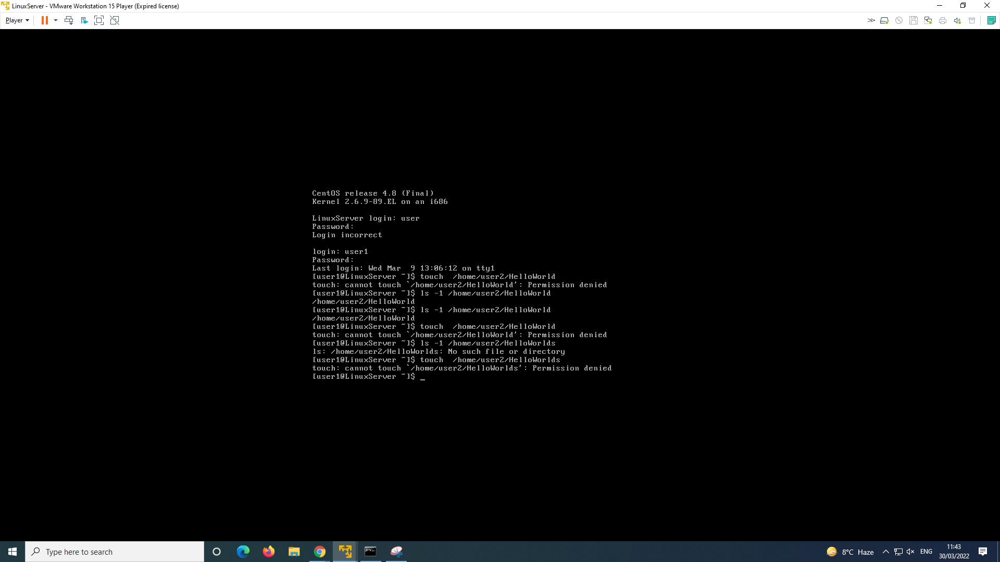 LinuxServer - VMware Workstation 15 Player (Expired license)
Player
CentOS release 4.8 (Final)
Kernel 2.6.9-89.EL on an i686
LinuxServer login: user
Password:
Login incorrect
login: user1
Password:
Last login: Wed Mar  9 13:06:12 on tty1
[user1@LinuxServer ~]$ touch  /home/user2/HelloWorld
touch: cannot touch `/home/user2/HelloWorld': Permission denied
[user1@LinuxServer ~]$ ls -1 /home/user2/HelloWorld
/home/user2/HelloWorld
[user1@LinuxServer ~]$ ls -1 /home/user2/HelloWorld
/home/user2/HelloWorld
[user1@LinuxServer ~]$ touch  /home/user2/HelloWorld
touch: cannot touch `/home/user2/HelloWorld': Permission denied
[user1@LinuxServer ~]$ ls -1 /home/user2/HelloWorlds
ls: /home/user2/HelloWorlds: No such file or directory
[user1@LinuxServer ~]$ touch  /home/user2/HelloWorlds
touch: cannot touch `/home/user2/HelloWorlds': Permission denied
[user1@LinuxServer ~]$ _
Type here to search
8°C Haze
ENG
11:43
30/03/2022